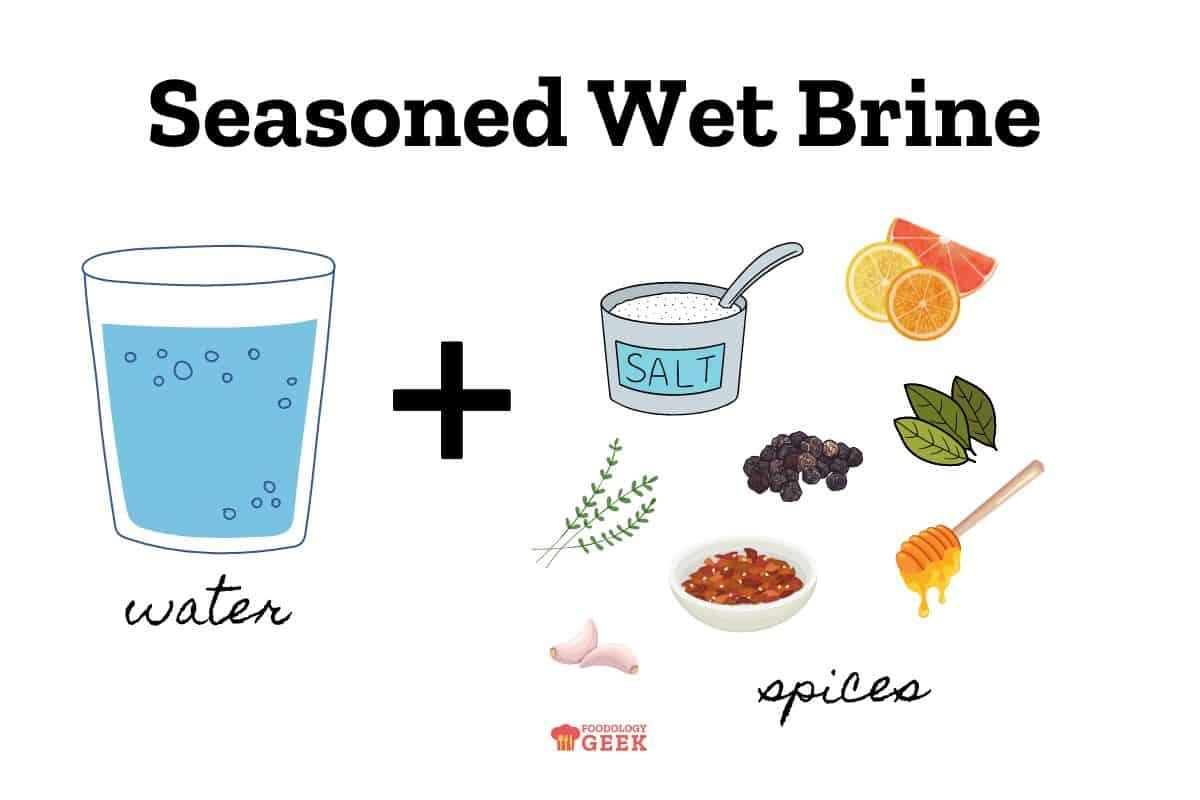 Seasoned Wet Brine
SALT
water
spices
FOODOLOGY
GEEK